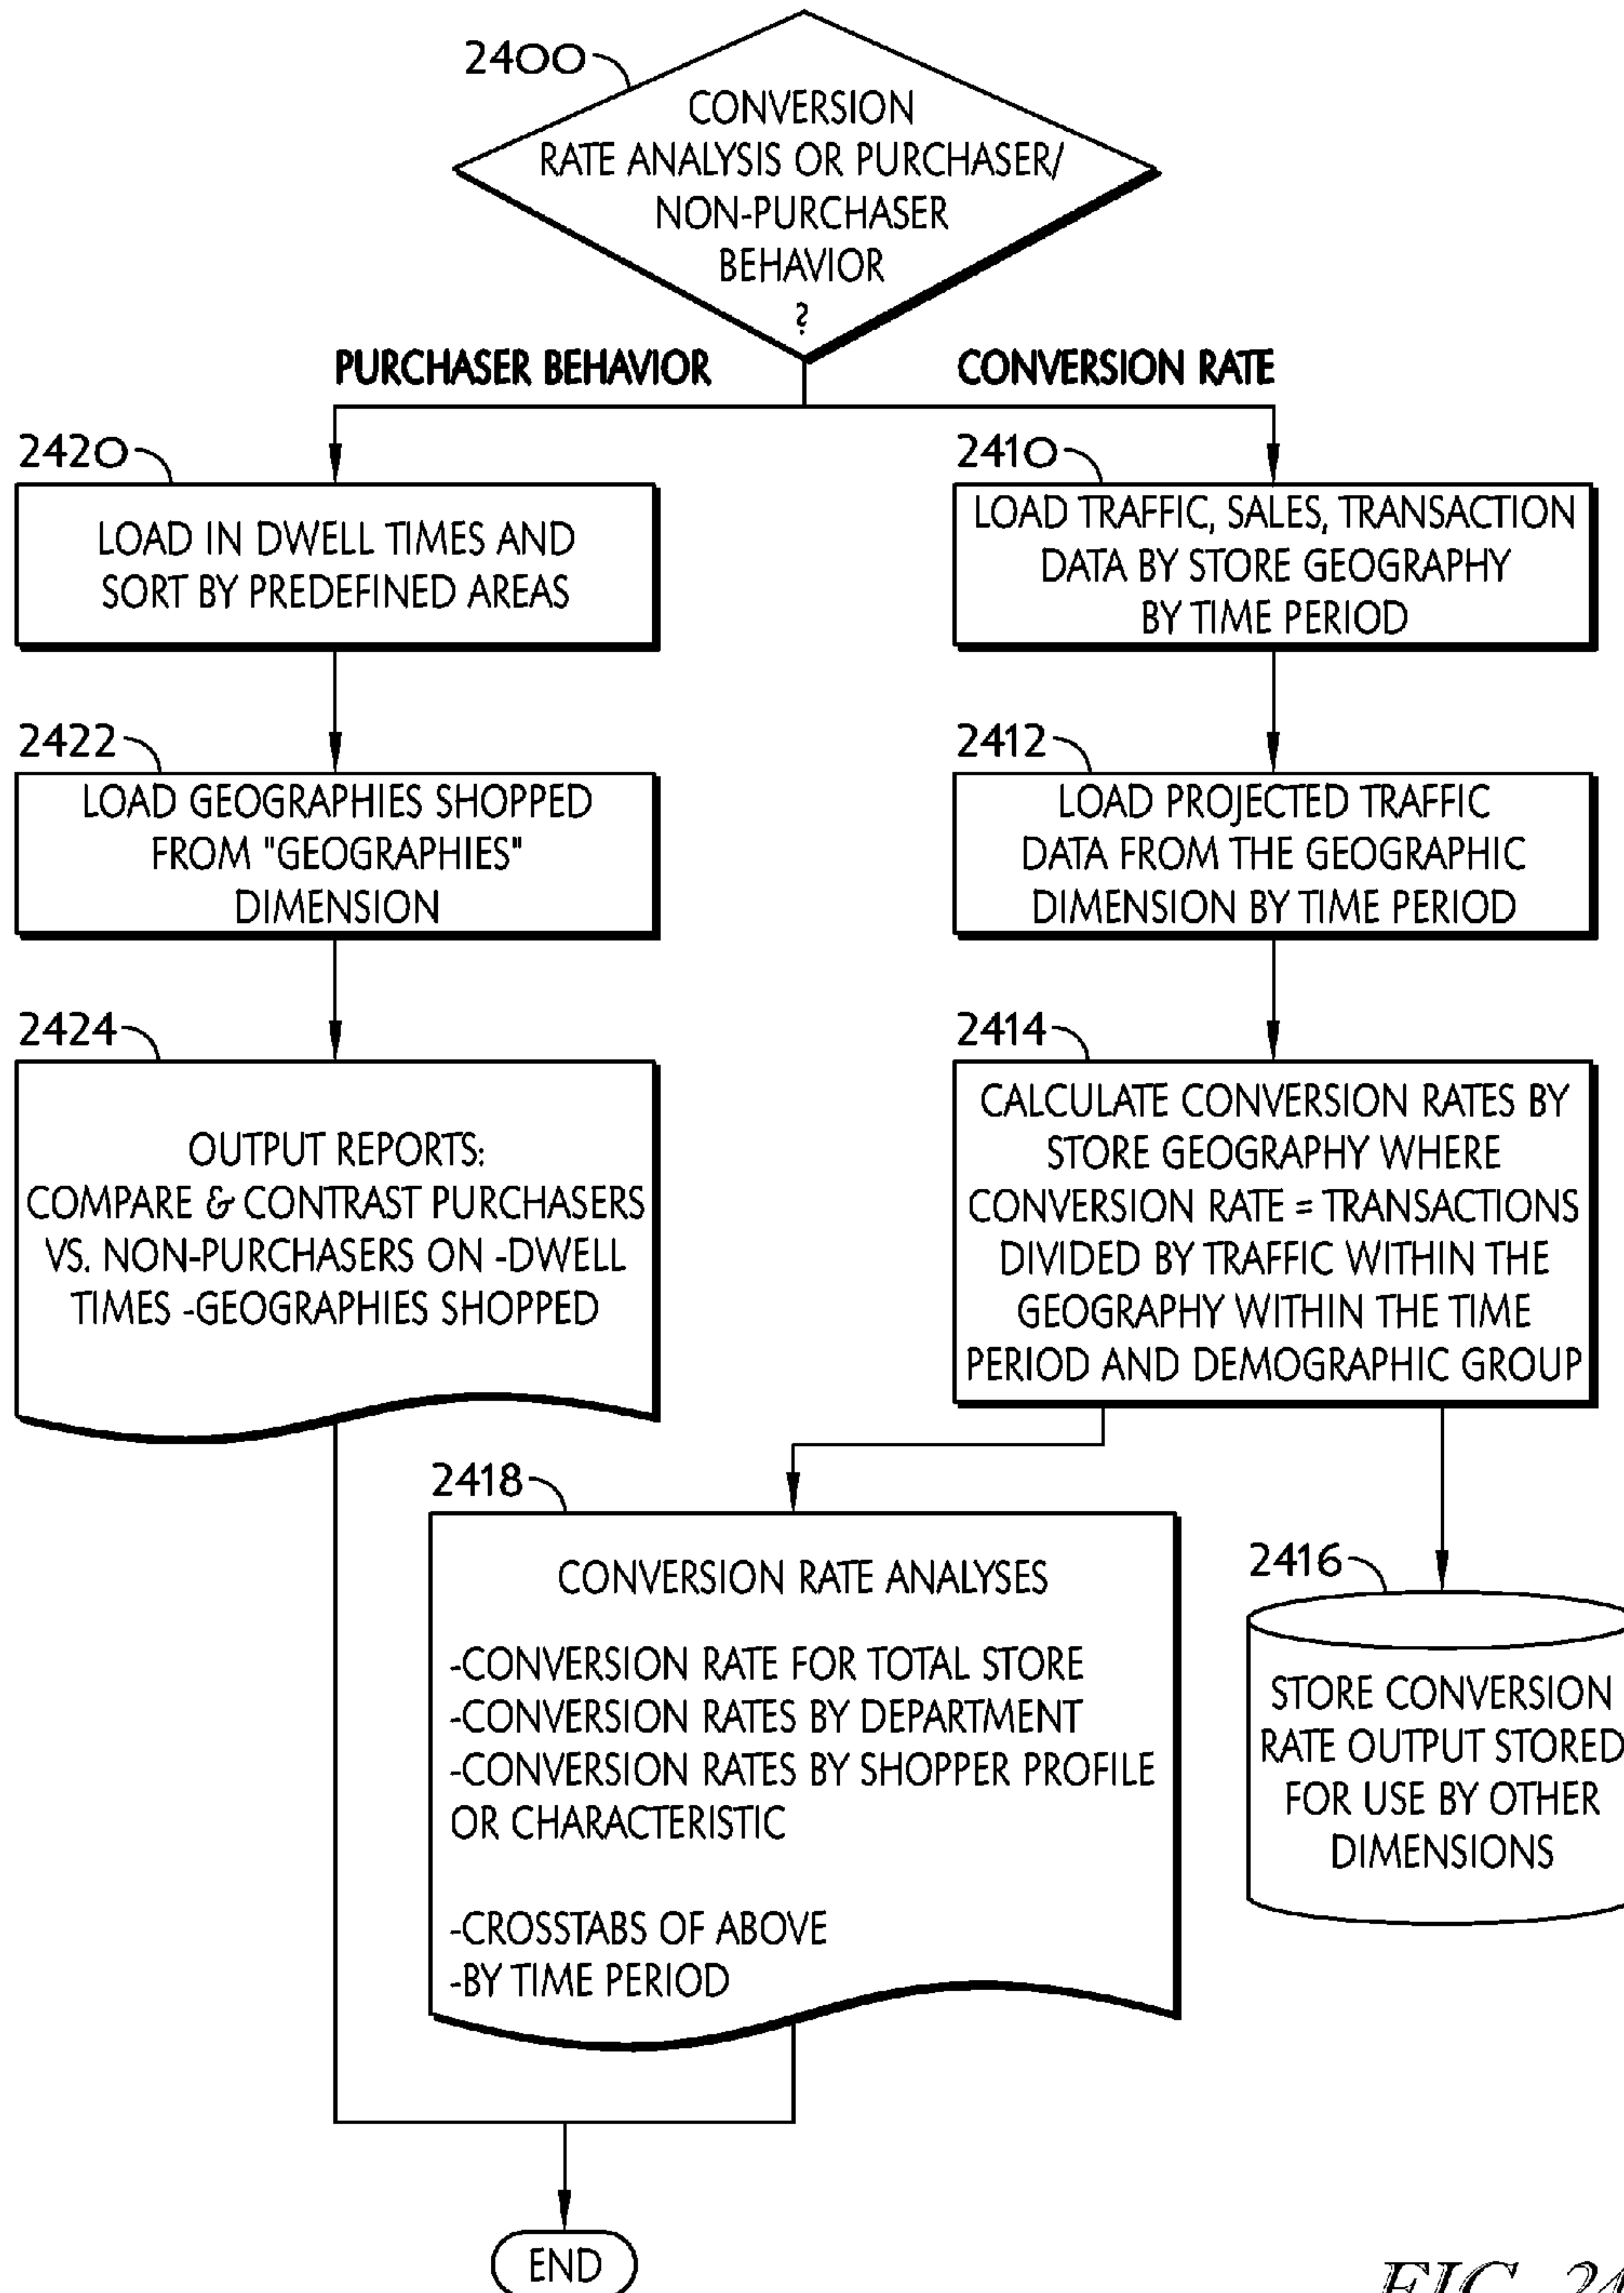 2400
CONVERSION
RATE ANALYSIS OR PURCHASER/
NON-PURCHASER
BEHAVIOR
?
PURCHASER BEHAVIOR
CONVERSION RATE
2420
LOAD IN DWELL TIMES AND
SORT BY PREDEFINED AREAS
2410
LOAD TRAFFIC, SALES, TRANSACTION
DATA BY STORE GEOGRAPHY
BY TIME PERIOD
2422
LOAD GEOGRAPHIES SHOPPED
FROM "GEOGRAPHIES"
DIMENSION
2412
LOAD PROJECTED TRAFFIC
DATA FROM THE GEOGRAPHIC
DIMENSION BY TIME PERIOD
2424
OUTPUT REPORTS:
COMPARE & CONTRAST PURCHASERS
VS. NON-PURCHASERS ON -DWELL
TIMES -GEOGRAPHIES SHOPPED
2414
CALCULATE CONVERSION RATES BY
STORE GEOGRAPHY WHERE
CONVERSION RATE = TRANSACTIONS
DIVIDED BY TRAFFIC WITHIN THE
GEOGRAPHY WITHIN THE TIME
PERIOD AND DEMOGRAPHIC GROUP
2418
CONVERSION RATE ANALYSES
-CONVERSION RATE FOR TOTAL STORE
-CONVERSION RATES BY DEPARTMENT
-CONVERSION RATES BY SHOPPER PROFILE
OR CHARACTERISTIC
-CROSSTABS OF ABOVE
-BY TIME PERIOD
2416
STORE CONVERSION
RATE OUTPUT STORED
FOR USE BY OTHER
DIMENSIONS
END
FIG. 24